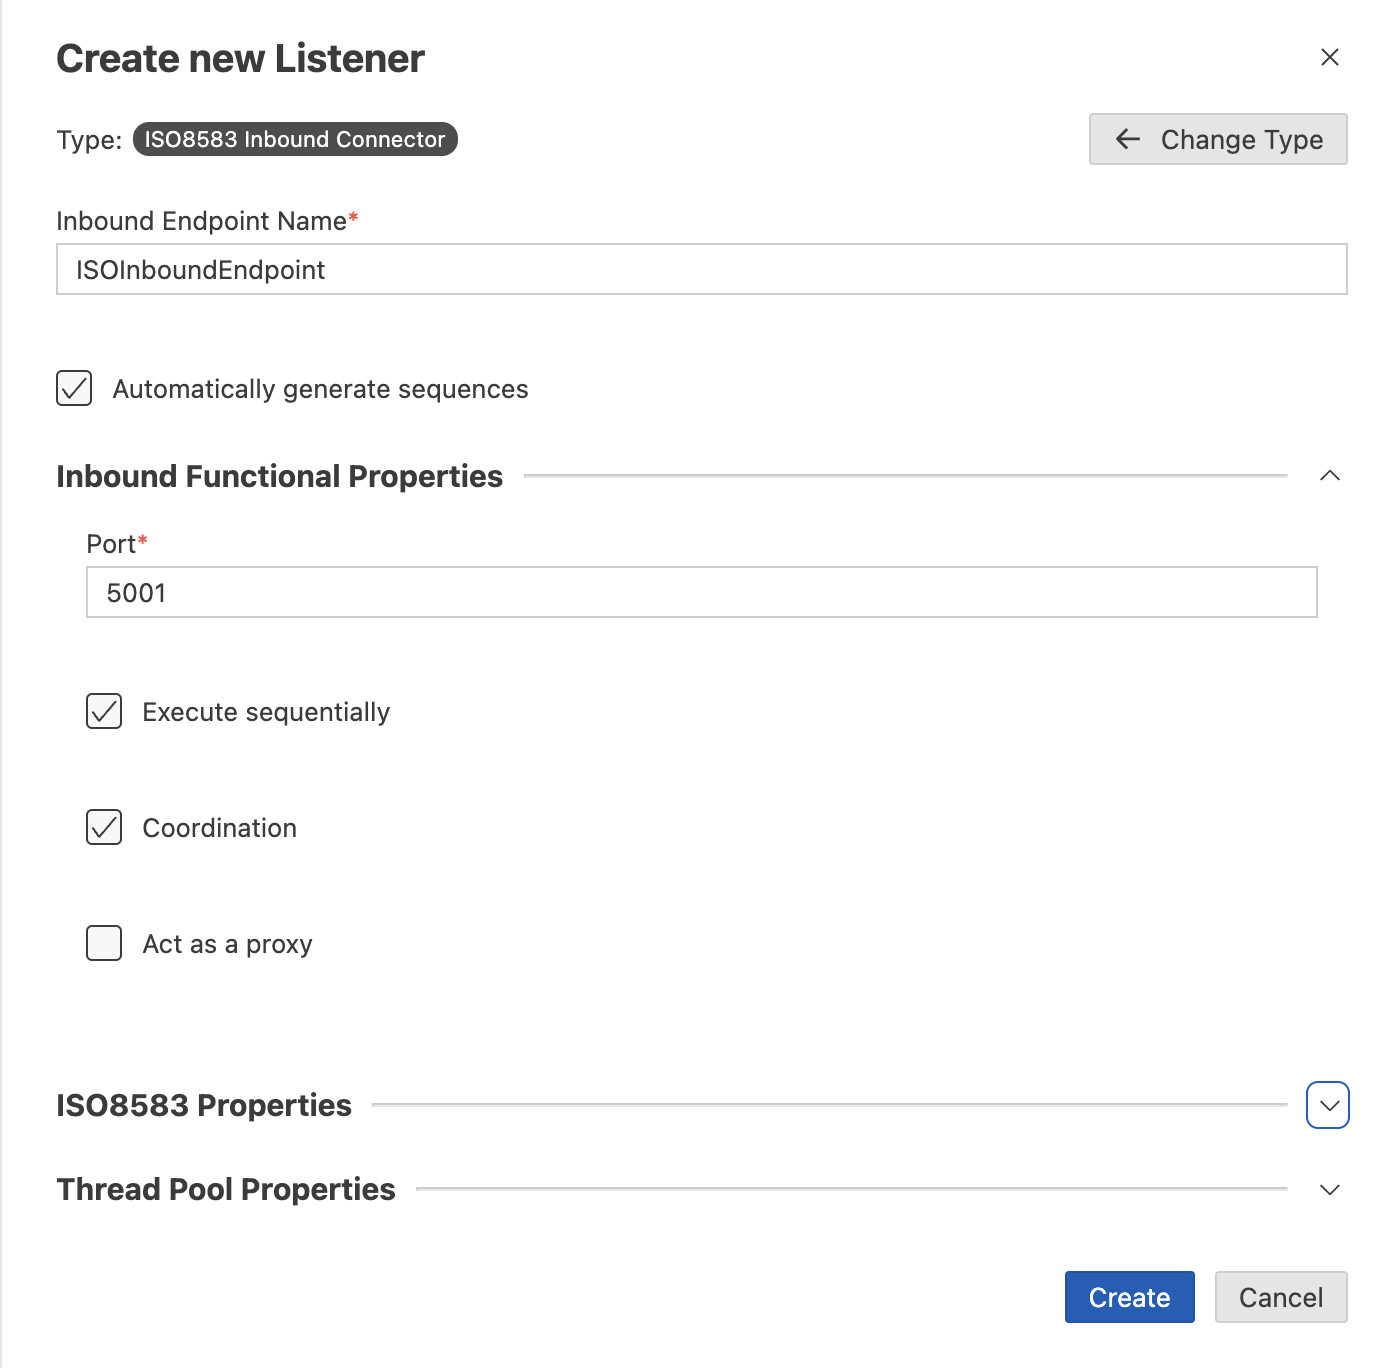 Create new Listener
Type: ISO8583 Inbound Connector
Change Type
Inbound Endpoint Name*
ISOInboundEndpoint
Automatically generate sequences
Inbound Functional Properties
Port*
5001
Execute sequentially
Coordination
Act as a proxy
ISO8583 Properties
Thread Pool Properties
Create Cancel